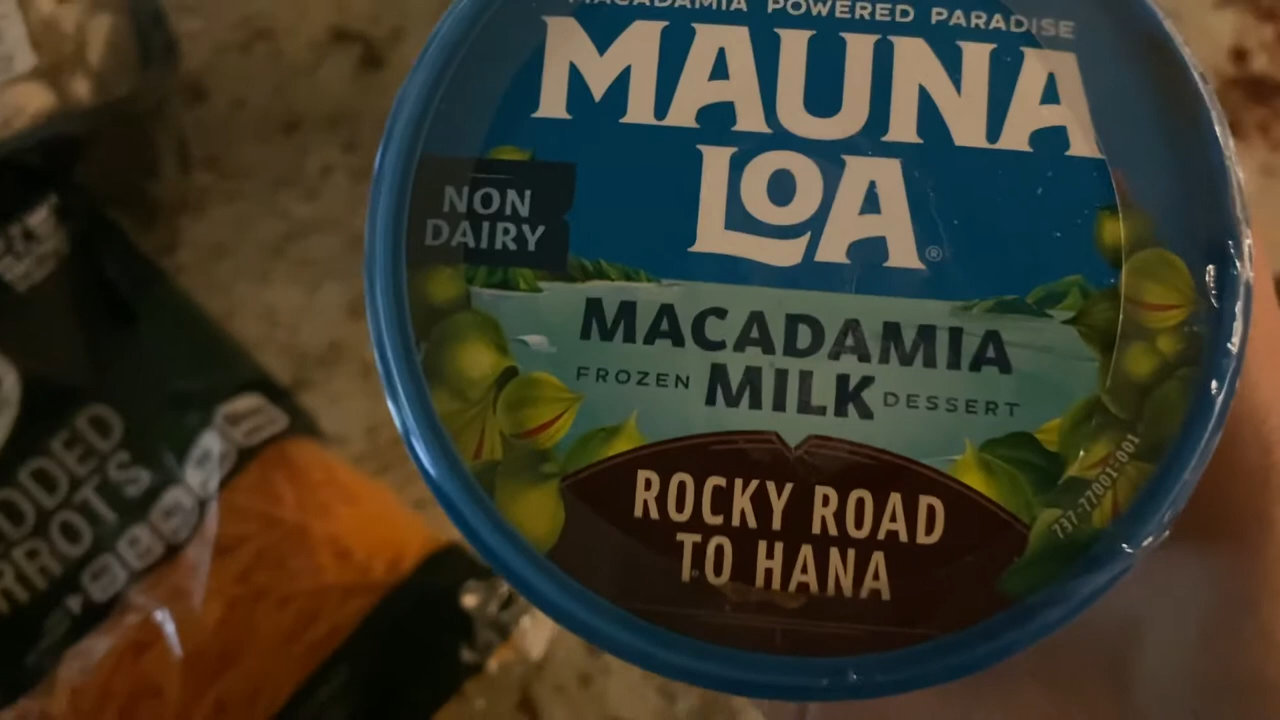 MACADAMIA POWERED PARADISE
MAUNA
LOA®
NON
DAIRY
MACADAMIA
FROZEN MILK DESSERT
ROCKY ROAD
TO HANA
737-77001-001